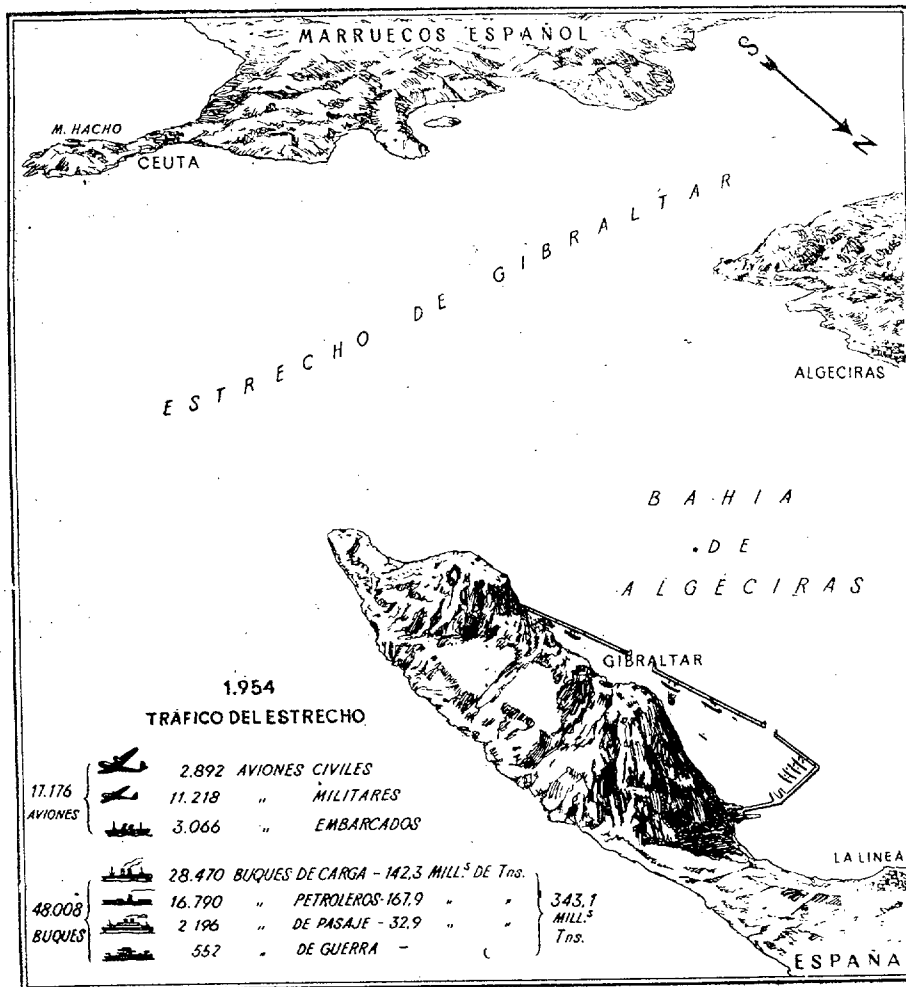 MARRUECOS ESPAÑOL
S
N
M. HACHO
CEUTA
ESTRECHO DE GIBRALTAR
ALGECIRAS
BAHIA
DE
ALGECIRAS
GIBRALTAR
1.954
TRÁFICO DEL ESTRECHO
17.176
AVIONES
2.892 AVIONES CIVILES
11.218 " MILITARES
3.066 " EMBARCADOS
48.008
BUQUES
28.470 BUQUES DE CARGA - 142,3 MILL.S DE Tns.
16.790 " PETROLEROS - 167,9 " "
2 196 " DE PASAJE - 32,9 " "
552 " DE GUERRA -
343,1
MILL.S
Tns.
LA LINEA
ESPAÑA